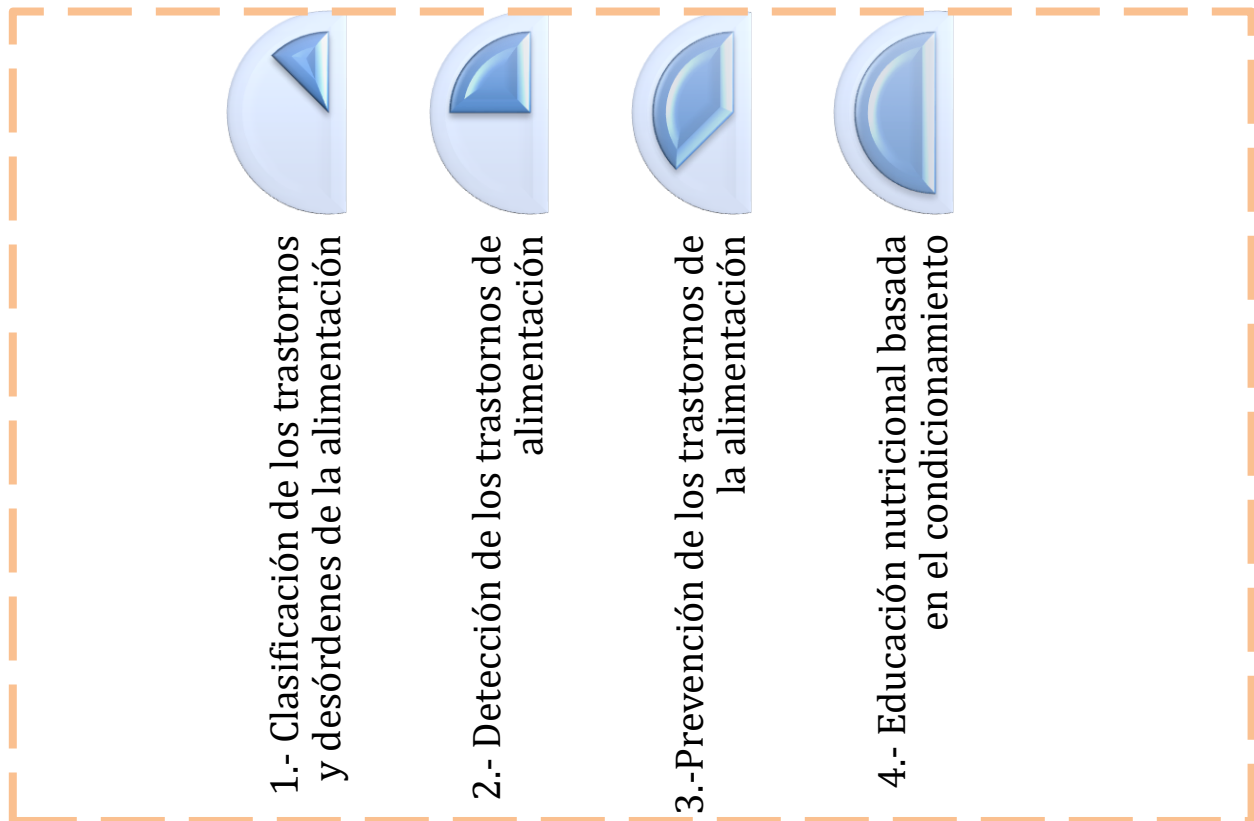 1.- Clasificación de los trastornos
y desórdenes de la alimentación
2.- Detección de los trastornos de
alimentación
3.-Prevención de los trastornos de
la alimentación
4.- Educación nutricional basada
en el condicionamiento